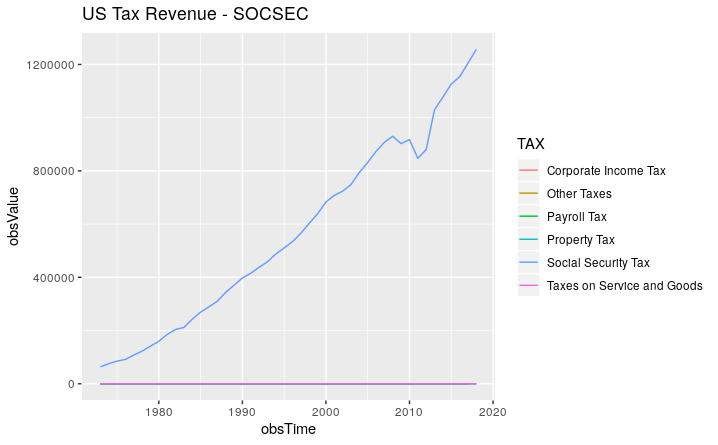 US Tax Revenue - SOCSEC
obsValue
1200000
800000
400000
0
1980
1990
2000
2010
2020
obsTime
TAX
Corporate Income Tax
Other Taxes
Payroll Tax
Property Tax
Social Security Tax
Taxes on Service and Goods